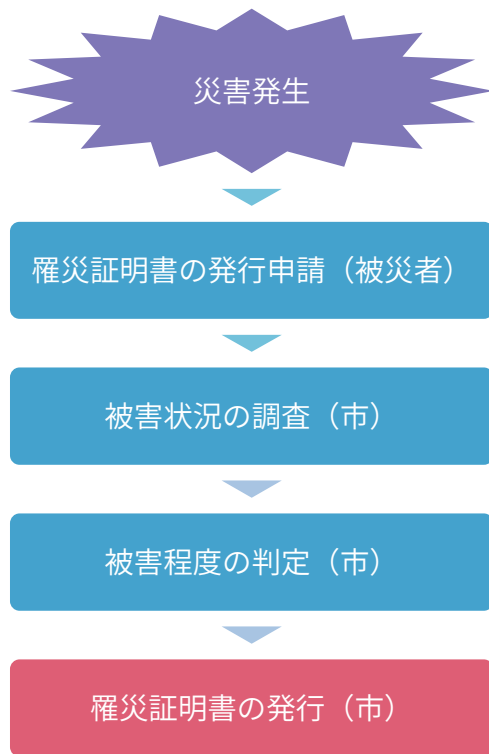 災害発生
罹災証明書の発行申請（被災者）
被害状況の調査（市）
被害程度の判定（市）
罹災証明書の発行（市）